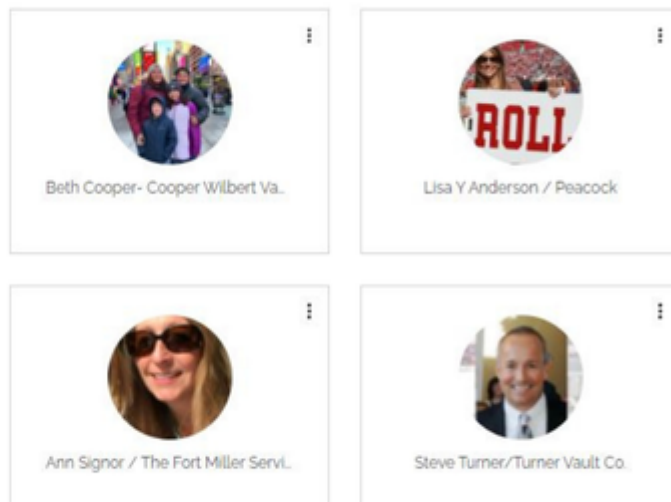 Beth Cooper- Cooper Wilbert Va...
ROLL
Lisa Y Anderson / Peacock
Ann Signor / The Fort Miller Servi...
Steve Turner/Turner Vault Co.